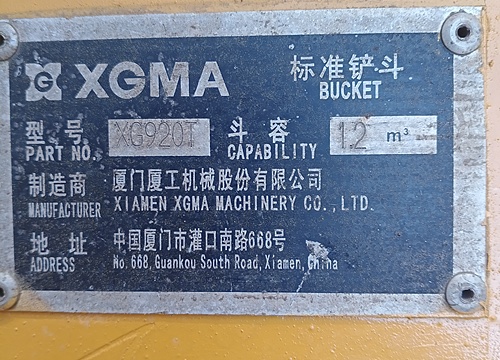 XGMA 标准铲斗
BUCKET
型号 XG920T 斗容 1.2 m³
PART NO. CAPABILITY
制造商 厦门厦工机械股份有限公司
MANUFACTURER XIAMEN XGMA MACHINERY CO., LTD.
地址 中国厦门市灌口南路668号
ADDRESS No. 668, Guankou South Road, Xiamen, China